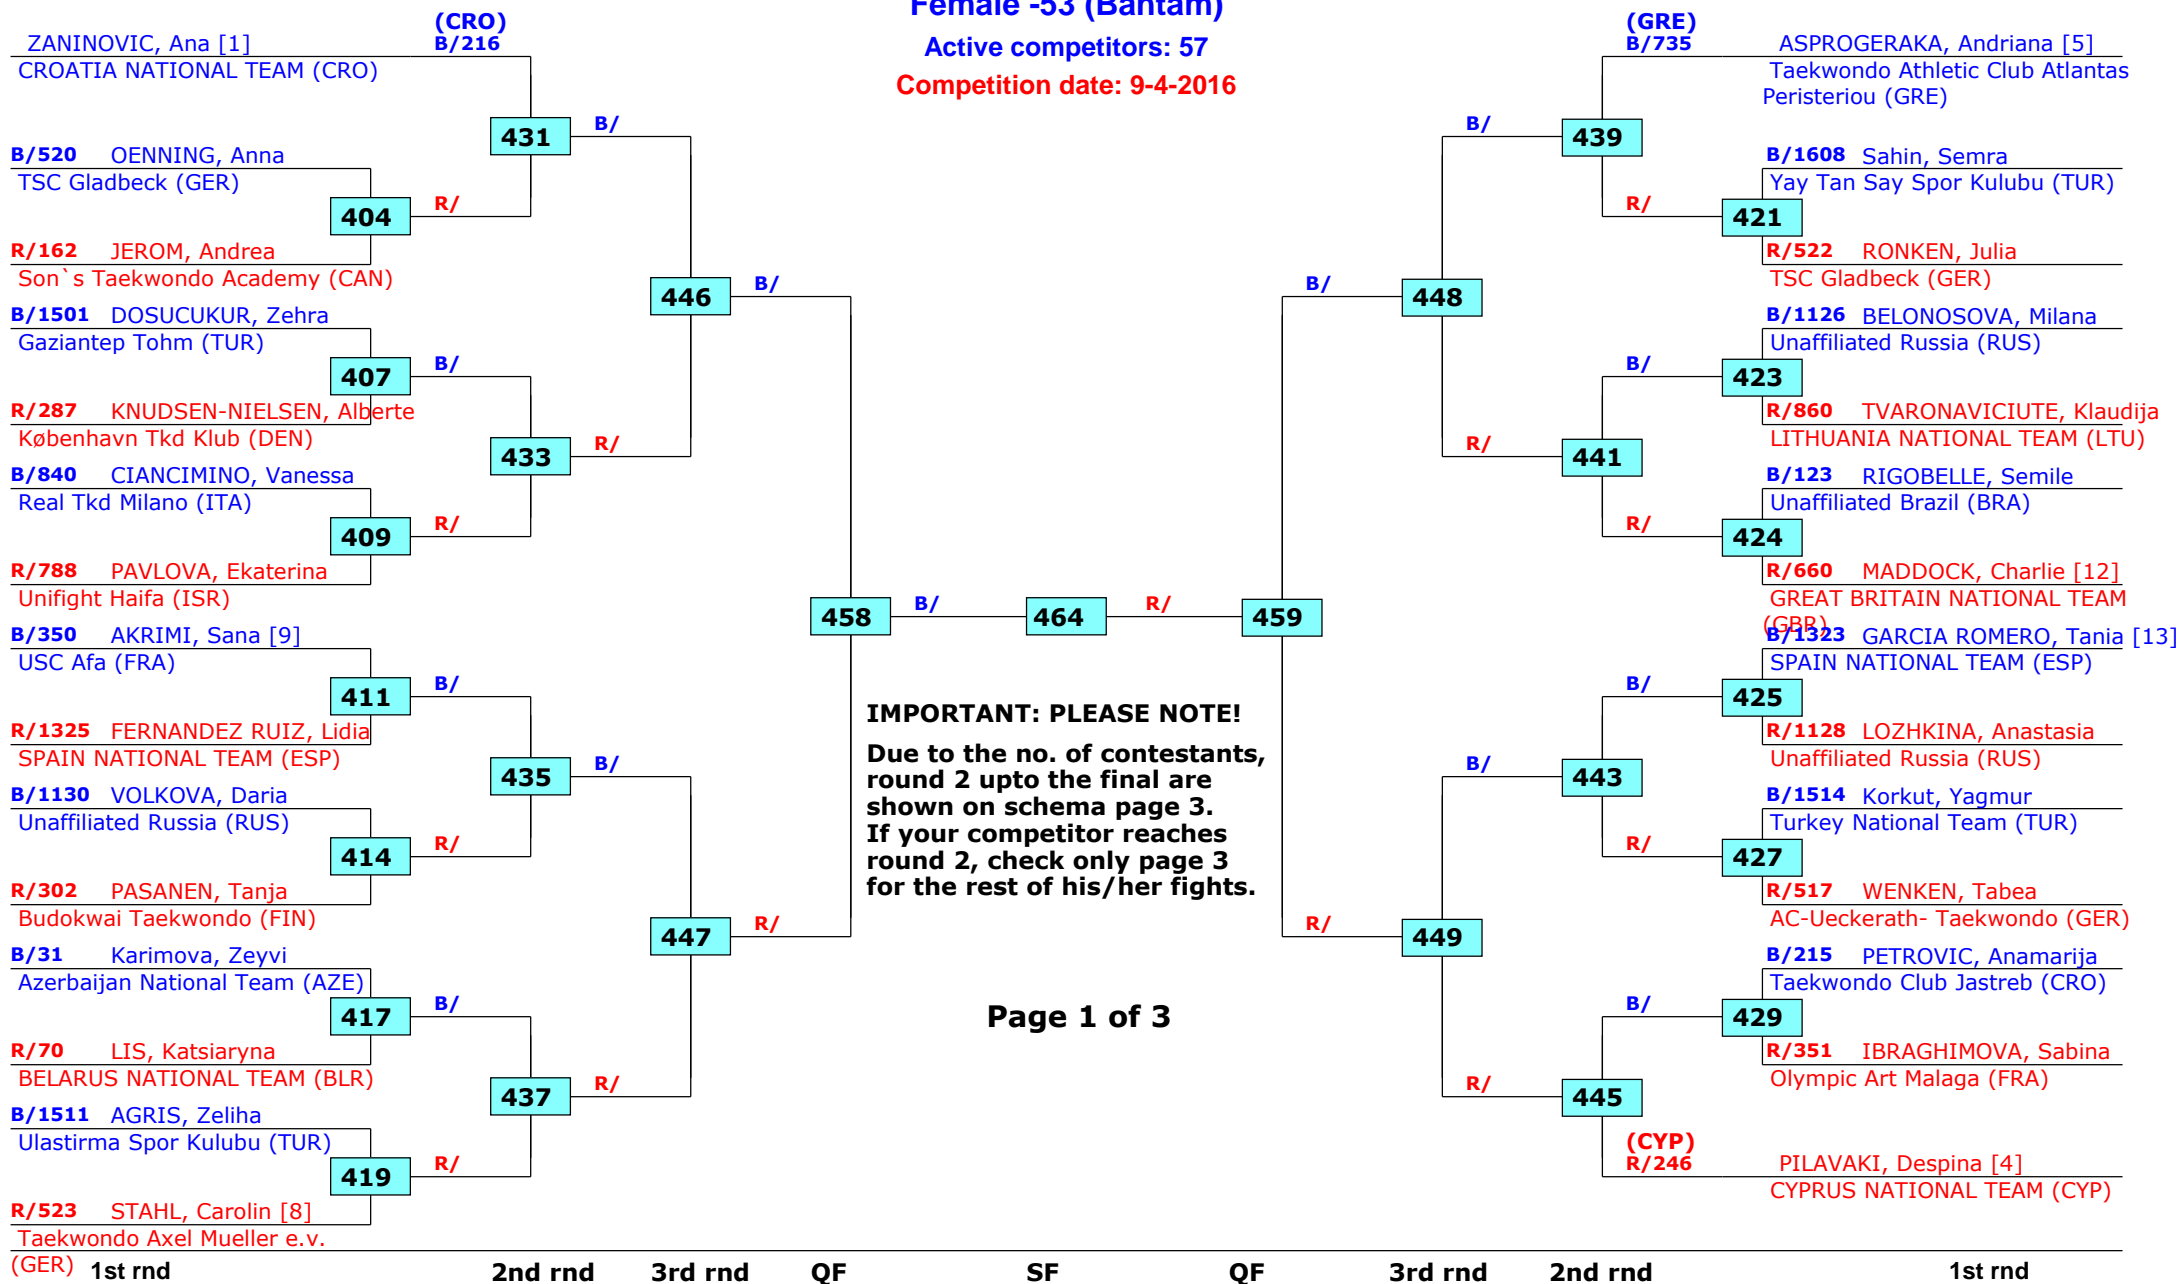 Female -53 (Bantam)
Active competitors: 57
Competition date: 9-4-2016
(CRO)
ZANINOVIC, Ana [1] B/216
CROATIA NATIONAL TEAM (CRO)
431 B/
B/520 OENNING, Anna
TSC Gladbeck (GER)
404 R/
R/162 JEROM, Andrea
Son`s Taekwondo Academy (CAN)
446 B/
B/1501 DOSUCUKUR, Zehra
Gaziantep Tohm (TUR)
407 B/
R/287 KNUDSEN-NIELSEN, Alberte
København Tkd Klub (DEN)
433 R/
B/840 CIANCIMINO, Vanessa
Real Tkd Milano (ITA)
409 R/
R/788 PAVLOVA, Ekaterina
Unifight Haifa (ISR)
458 B/ 464 R/ 459
B/350 AKRIMI, Sana [9]
USC Afa (FRA)
411 B/
R/1325 FERNANDEZ RUIZ, Lidia
SPAIN NATIONAL TEAM (ESP)
435 B/
B/1130 VOLKOVA, Daria
Unaffiliated Russia (RUS)
414 R/
R/302 PASANEN, Tanja
Budokwai Taekwondo (FIN)
447 R/
B/31 Karimova, Zeyvi
Azerbaijan National Team (AZE)
417 B/
R/70 LIS, Katsiaryna
BELARUS NATIONAL TEAM (BLR)
437 R/
B/1511 AGRIS, Zeliha
Ulastirma Spor Kulubu (TUR)
419 R/
R/523 STAHL, Carolin [8]
Taekwondo Axel Mueller e.v.
(GER)
IMPORTANT: PLEASE NOTE!
Due to the no. of contestants,
round 2 upto the final are
shown on schema page 3.
If your competitor reaches
round 2, check only page 3
for the rest of his/her fights.
Page 1 of 3
(GRE)
B/735 ASPROGERAKA, Andriana [5]
Taekwondo Athletic Club Atlantas
Peristeriou (GRE)
B/ 439
B/1608 Sahin, Semra
Yay Tan Say Spor Kulubu (TUR)
R/ 421
R/522 RONKEN, Julia
TSC Gladbeck (GER)
B/ 448
B/1126 BELONOSOVA, Milana
Unaffiliated Russia (RUS)
B/ 423
R/860 TVARONAVICIUTE, Klaudija
LITHUANIA NATIONAL TEAM (LTU)
R/ 441
B/123 RIGOBELLE, Semile
Unaffiliated Brazil (BRA)
R/ 424
R/660 MADDOCK, Charlie [12]
GREAT BRITAIN NATIONAL TEAM
(GBR)
B/1323 GARCIA ROMERO, Tania [13]
SPAIN NATIONAL TEAM (ESP)
B/ 425
R/1128 LOZHKINA, Anastasia
Unaffiliated Russia (RUS)
B/ 443
B/1514 Korkut, Yagmur
Turkey National Team (TUR)
R/ 427
R/517 WENKEN, Tabea
AC-Ueckerath- Taekwondo (GER)
R/ 449
B/215 PETROVIC, Anamarija
Taekwondo Club Jastreb (CRO)
B/ 429
R/351 IBRAGHIMOVA, Sabina
Olympic Art Malaga (FRA)
R/ 445
(CYP)
R/246 PILAVAKI, Despina [4]
CYPRUS NATIONAL TEAM (CYP)
1st rnd 2nd rnd 3rd rnd QF SF QF 3rd rnd 2nd rnd 1st rnd